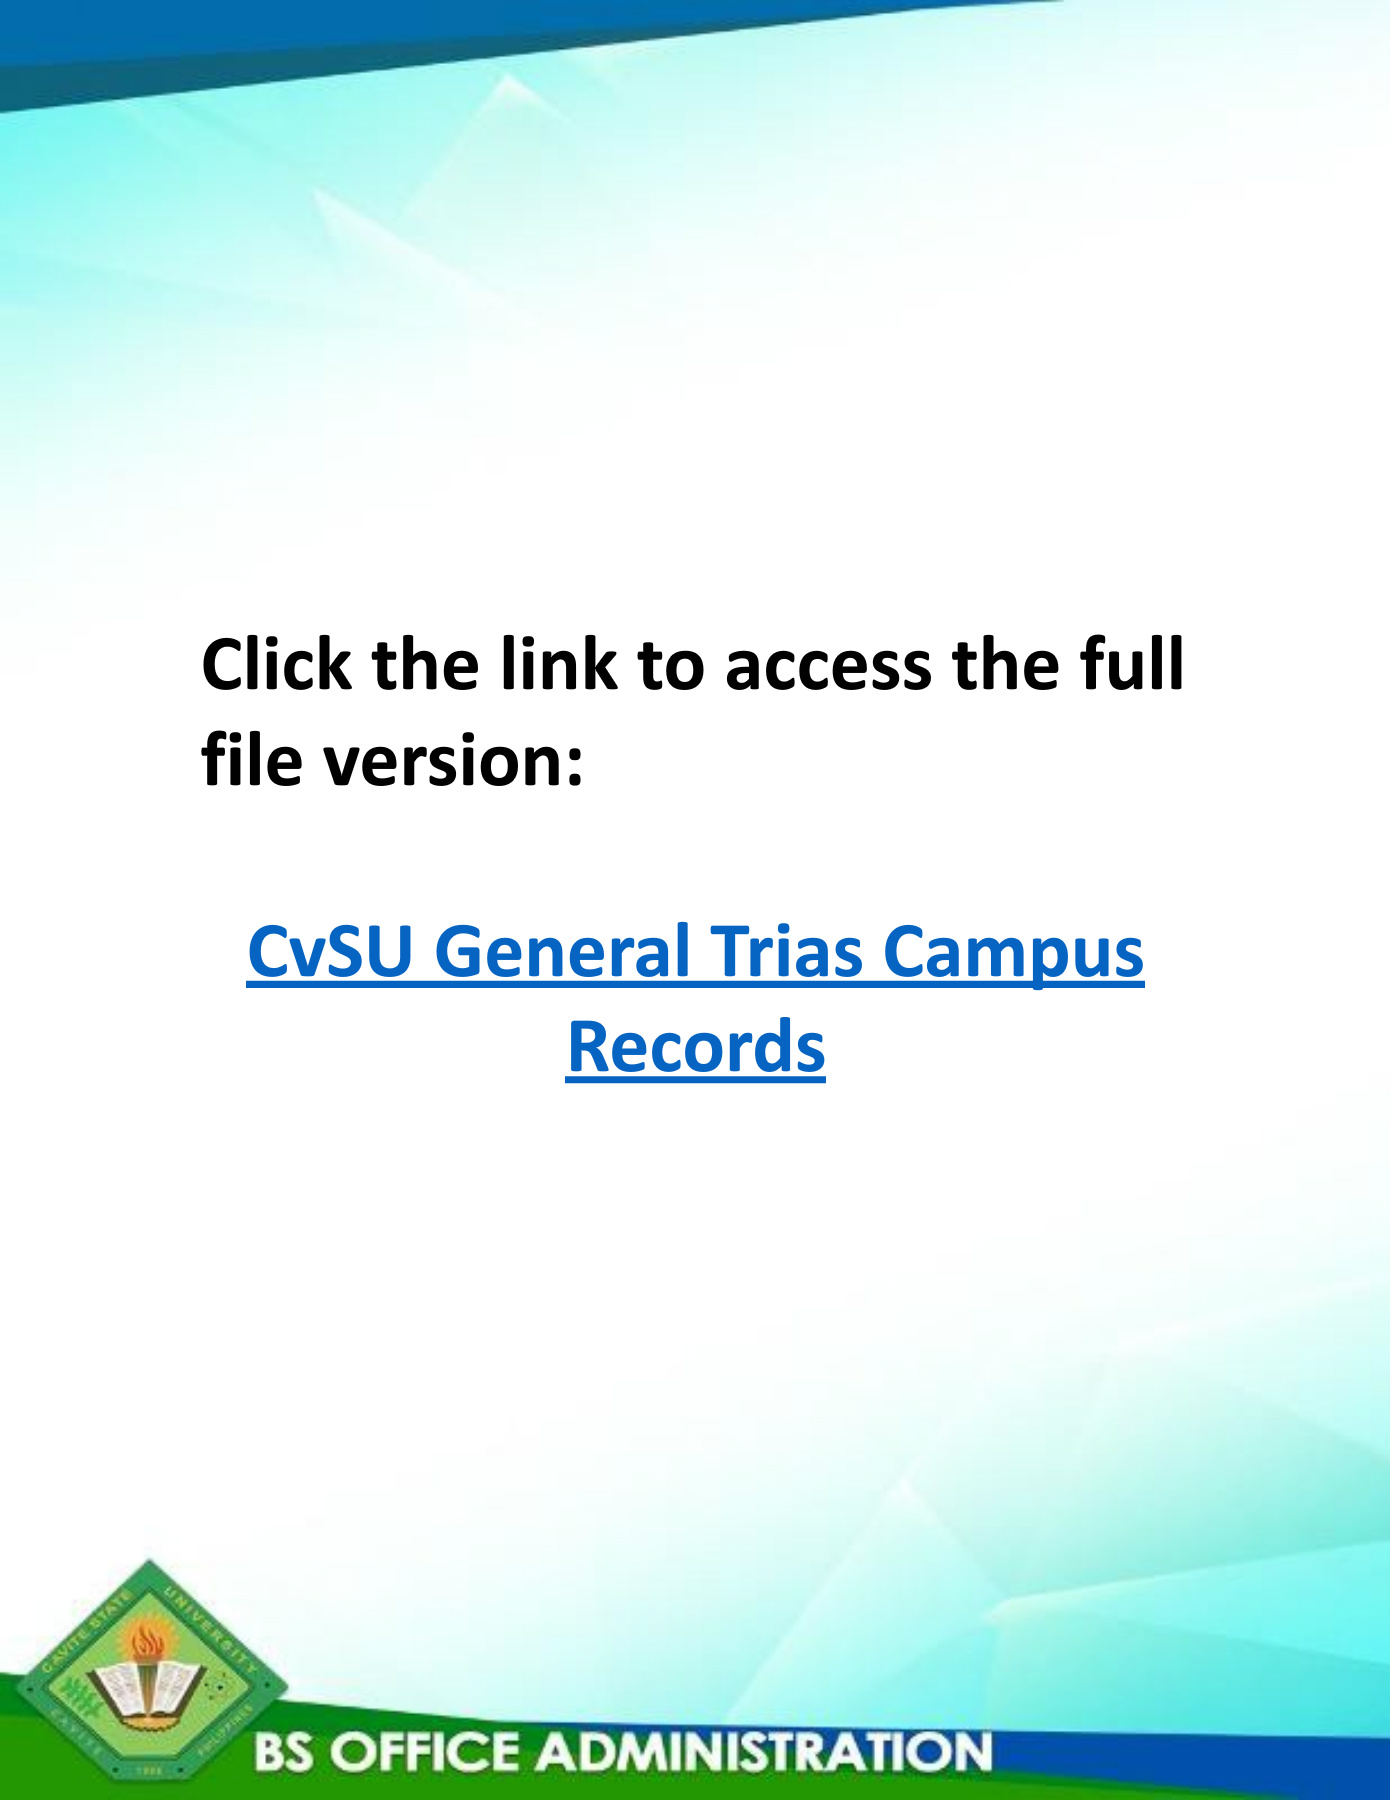 Click the link to access the full
file version:
CvSU General Trias Campus
Records
CAVITE STATE
UNIVERSITY
CAVITE
PHILIPPINES
BS OFFICE ADMINISTRATION